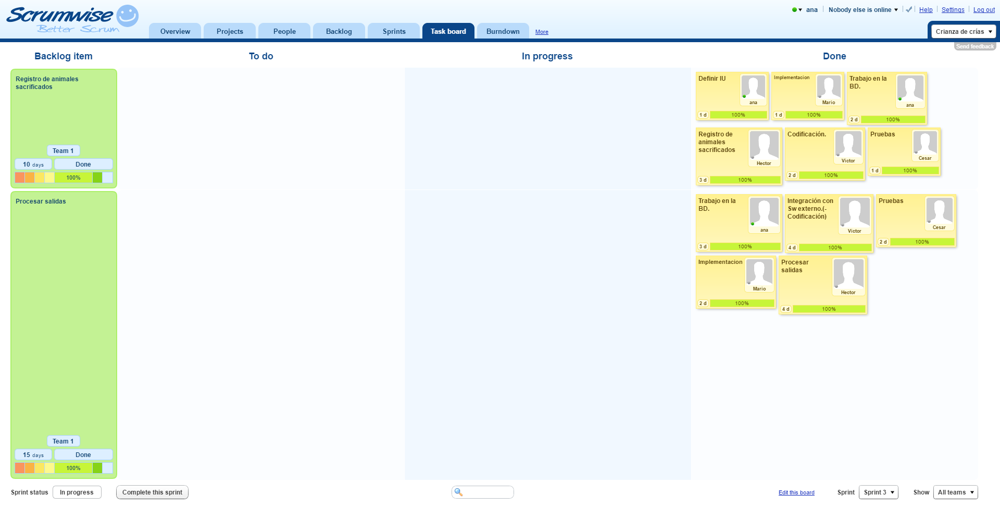 Scrumwise
Better Scrum
ana
Nobody else is online
Help
Settings
Log out
Overview
Projects
People
Backlog
Sprints
Task board
Burndown
More
Crianza de crías
Send feedback
Backlog item
To do
In progress
Done
Registro de animales
sacrificados
Team 1
10 days
Done
100%
Definir IU
ana
1 d
100%
Implementacion
Mario
1 d
100%
Trabajo en la
BD.
ana
2 d
100%
Registro de
animales
sacrificados
Hector
3 d
100%
Codificación.
Victor
2 d
100%
Pruebas
Cesar
1 d
100%
Procesar salidas
Team 1
15 days
Done
100%
Trabajo en la
BD.
ana
3 d
100%
Integración con
Sw externo.(-
Codificación)
Victor
4 d
100%
Pruebas
Cesar
2 d
100%
Implementacion
Mario
2 d
100%
Procesar
salidas
Hector
4 d
100%
Sprint status
In progress
Complete this sprint
Edit this board
Sprint
Sprint 3
Show
All teams